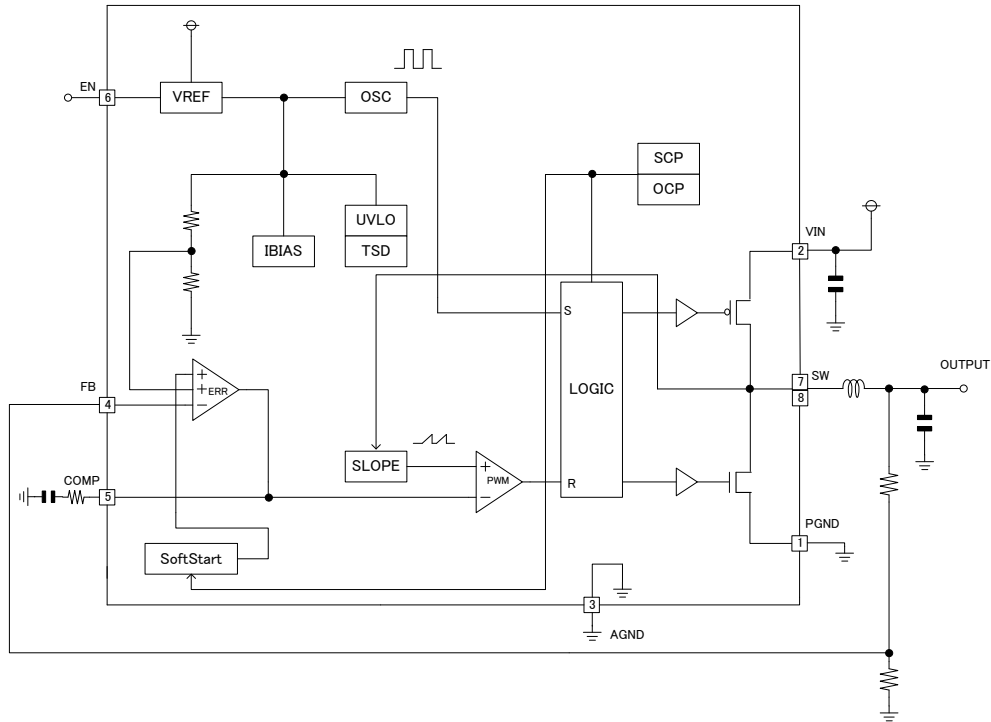 EN
6
VREF
OSC
SCP
OCP
UVLO
TSD
IBIAS
VIN
2
S
LOGIC
R
FB
4
+
+
−
ERR
SW
7
8
OUTPUT
SLOPE
+
−
PWM
COMP
5
SoftStart
PGND
1
3
AGND